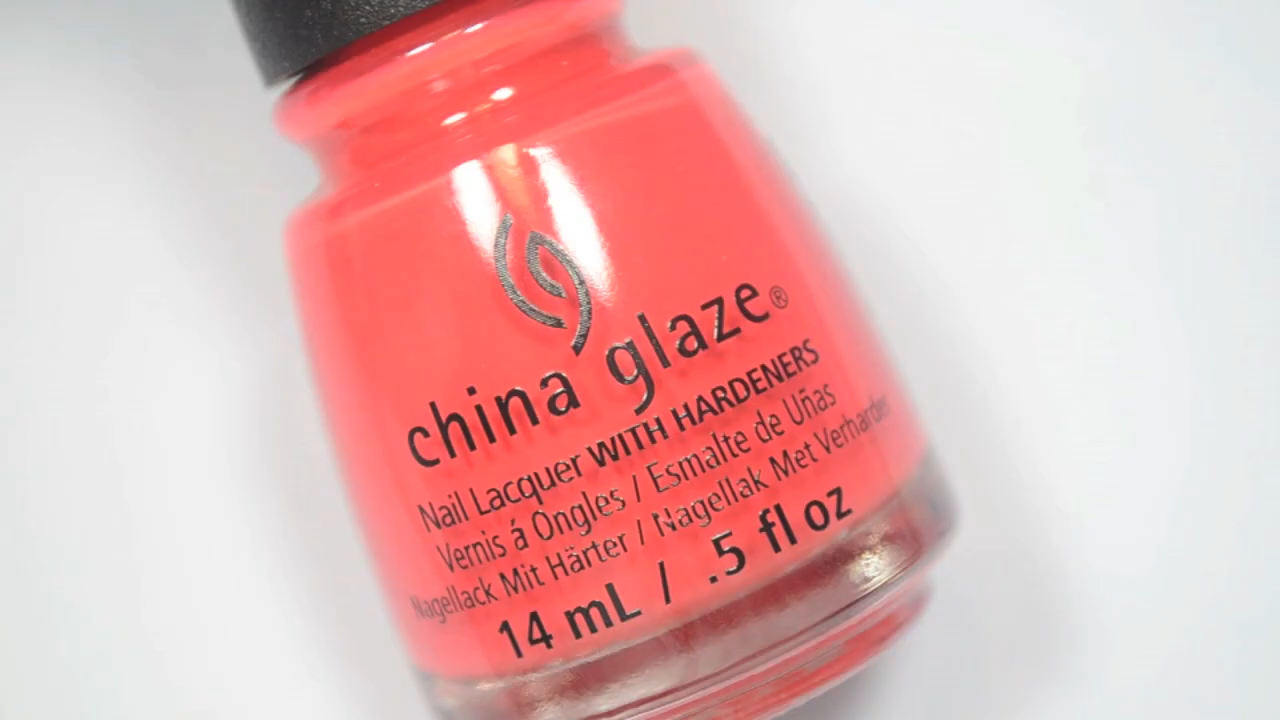 china glaze®
Nail Lacquer WITH HARDENERS
Vernis á Ongles / Esmalte de Uñas
Nagellack Mit Härter / Nagellak Met Verharder
14 mL / .5 fl oz